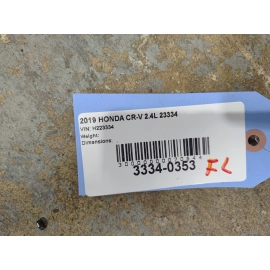 2019 HONDA CR-V 2.4L 23334
VIN: H223334
Weight:
Dimensions:
3334-0353
FL